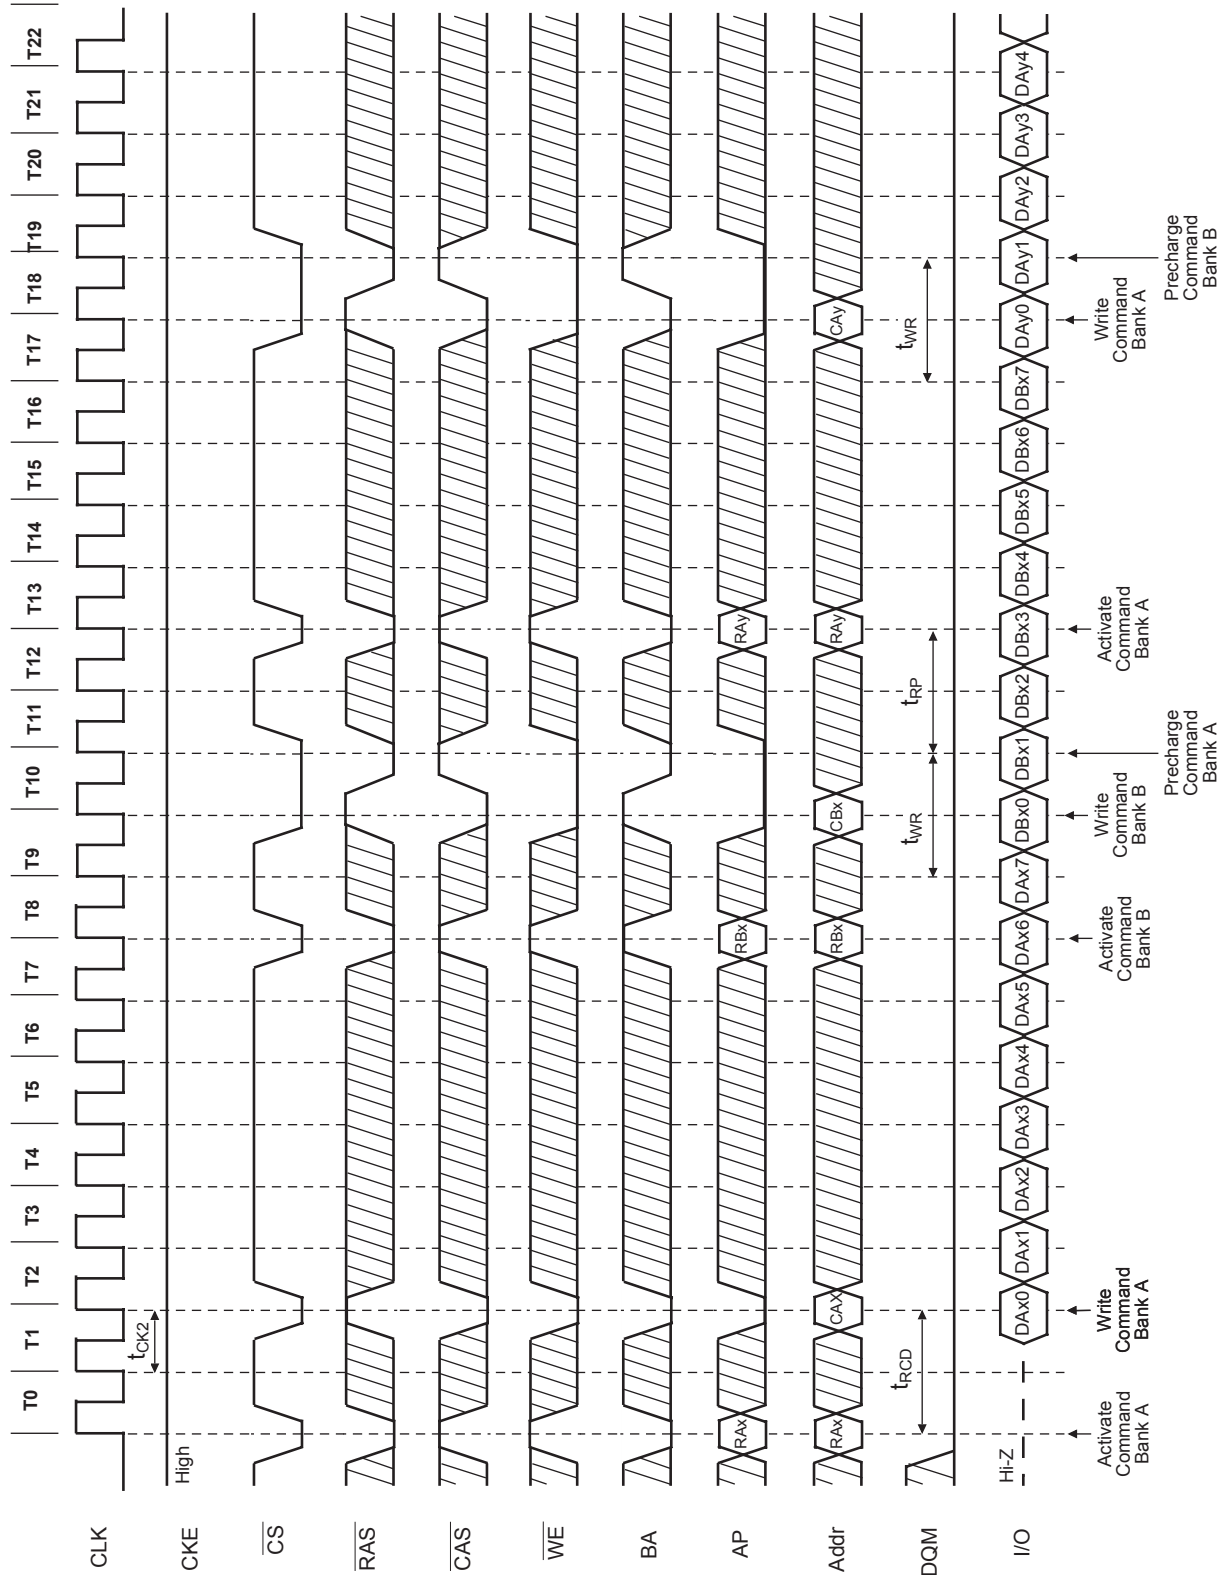 T0 T1 T2 T3 T4 T5 T6 T7 T8 T9 T10 T11 T12 T13 T14 T15 T16 T17 T18 T19 T20 T21 T22
CLK
tCK2
CKE
High
CS
RAS
CAS
WE
BA
AP
RAx RBx RAy
Addr
RAx CAX RBx CBx RAy CAy
DQM
tRCD tWR tRP tWR
I/O
Hi-Z
DAx0 DAx1 DAx2 DAx3 DAx4 DAx5 DAx6 DAx7 DBx0 DBx1 DBx2 DBx3 DBx4 DBx5 DBx6 DBx7 DAy0 DAy1 DAy2 DAy3 DAy4
Activate
Command
Bank A
Write
Command
Bank A
Activate
Command
Bank B
Write
Command
Bank B
Precharge
Command
Bank A
Activate
Command
Bank A
Write
Command
Bank A
Precharge
Command
Bank B